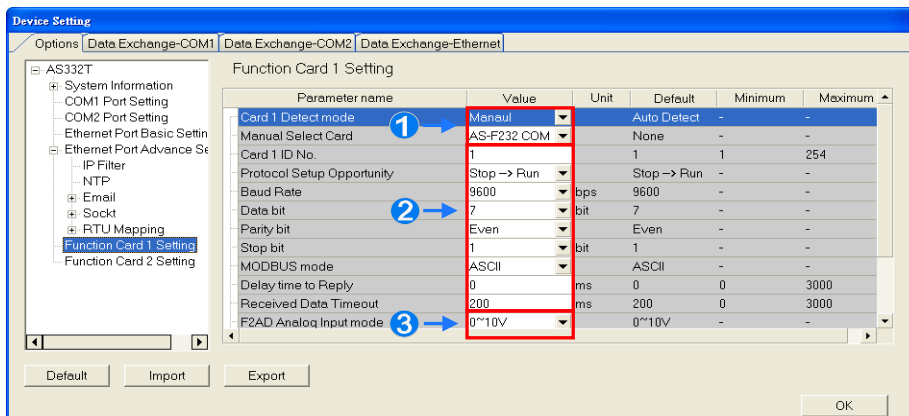 Device Setting
Options Data Exchange-COM1 Data Exchange-COM2 Data Exchange-Ethernet
AS332T
System Information
COM1 Port Setting
COM2 Port Setting
Ethernet Port Basic Settin
Ethernet Port Advance Se
IP Filter
NTP
Email
Sockt
RTU Mapping
Function Card 1 Setting
Function Card 2 Setting
Function Card 1 Setting
Parameter name Value Unit Default Minimum Maximum
Card 1 Detect mode Manaul Auto Detect - -
Manual Select Card AS-F232 COM None - -
Card 1 ID No. 1 1 1 254
Protocol Setup Opportunity Stop -> Run Stop -> Run - -
Baud Rate 9600 bps 9600 - -
Data bit 7 bit 7 - -
Parity bit Even Even - -
Stop bit 1 bit 1 - -
MODBUS mode ASCII ASCII - -
Delay time to Reply 0 ms 0 0 3000
Received Data Timeout 200 ms 200 0 3000
F2AD Analog Input mode 0~10V 0~10V - -
1
2
3
Default Import Export
OK